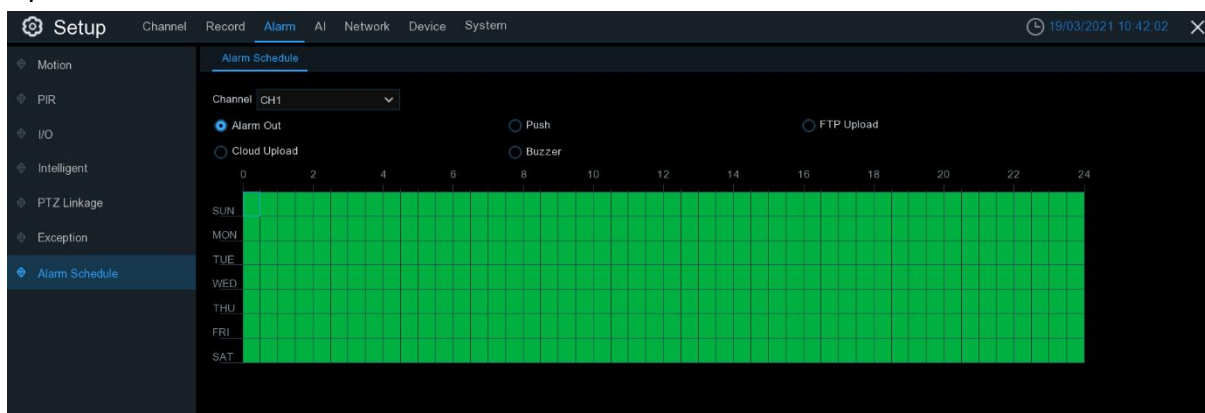 Setup Channel Record Alarm AI Network Device System 19/03/2021 10:42:02
Motion
PIR
I/O
Intelligent
PTZ Linkage
Exception
Alarm Schedule
Alarm Schedule
Channel CH1
Alarm Out Push FTP Upload
Cloud Upload Buzzer
0 2 4 6 8 10 12 14 16 18 20 22 24
SUN
MON
TUE
WED
THU
FRI
SAT